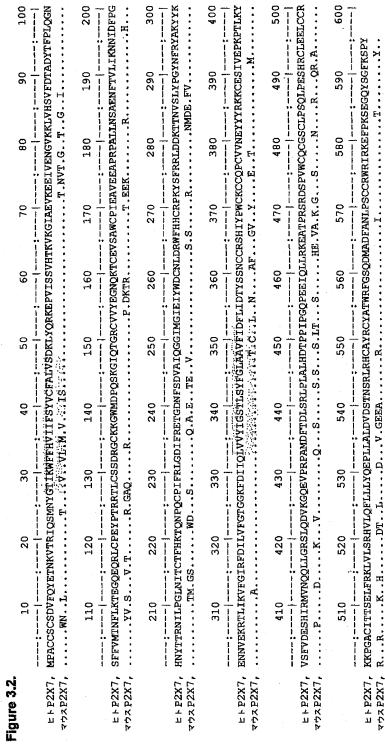 Figure 3.2.
10 20 30 40 50 60 70 80 90 100
ヒトP2X7, MPACCSCSDVFQYETNKVTRIQSMNYGTIKWFFHVIIFSYVCFALVSDKLYQRKEPVISSVHTKVKGIAEVKEEIVENGVKKLVHSVFDTADYTFPLQGN
マウスP2X7, ......WN..L............T....V..VL.M.V...IS.............................T.NVT.G..T..G..I............
110 120 130 140 150 160 170 180 190 200
ヒトP2X7, SFFVMTNFLKTEGQEQRLCPEYPTRRTLCSSDRGCKKGWMDPQSKGIQTGRCVVYEGNQKTCEVSAWCPIEAVEEAPRPALLNSAENFTVLIKNNIDFPG
マウスP2X7, .......YV.S...V.T......R.GAQ.....R...................P.DKTR..........T.EEK........R.............H...
210 220 230 240 250 260 270 280 290 300
ヒトP2X7, HNYTTRNILPGLNITCTFHKTQNPQCPIFRLGDIFRETGDNFSDVAIQGGIMGIEIYWDCNLDRWFHHCRPKYSFRRLDDKTTNVSLYPGYNFRYAKYYK
マウスP2X7, ..........TM.GS......WD...S........Q.A.E..TE..V................S.S.....R.........NMDE.FV............
310 320 330 340 350 360 370 380 390 400
ヒトP2X7, ENNVEKRTLIKVFGIRFDILVFGTGGKFDIIQLVVYIGSTLSYFGLAAVFIDFLIDTYSSNCCRSHIYPWCKCCQPCVVNEYYYRKKCESIVEPKPTLKY
マウスP2X7, ...........A...................................T.C..L..N....AF...GV..Y....E..T.............M........
410 420 430 440 450 460 470 480 490 500
ヒトP2X7, VSFVDESHIRMVNQQLLGRSLQDVKGQEVPRPAMDFTDLSRLPLALHDTPPIPGQPEEIQLLRKEATPRSRDSPVWCQCGSCLPSQLPESHRCLEELCCR
マウスP2X7, ......P.....D.....K...V.........Q...S.....S.S...S.LT...S......HE.VA.K.G...S.....N....R...QR.A.......
510 520 530 540 550 560 570 580 590 600
ヒトP2X7, KKPGACITTSELFRKLVLSRHVLQFLLLYQEPLLALDVDSTNSRLRHCAYRCYATWRFGSQDMADFANLPSCCRWRIRKEFPKSEGQYSGFKSPY
マウスP2X7, R...R.....K..H......DT..L.....D...V.GEEA.......R...................I...............T........Y..